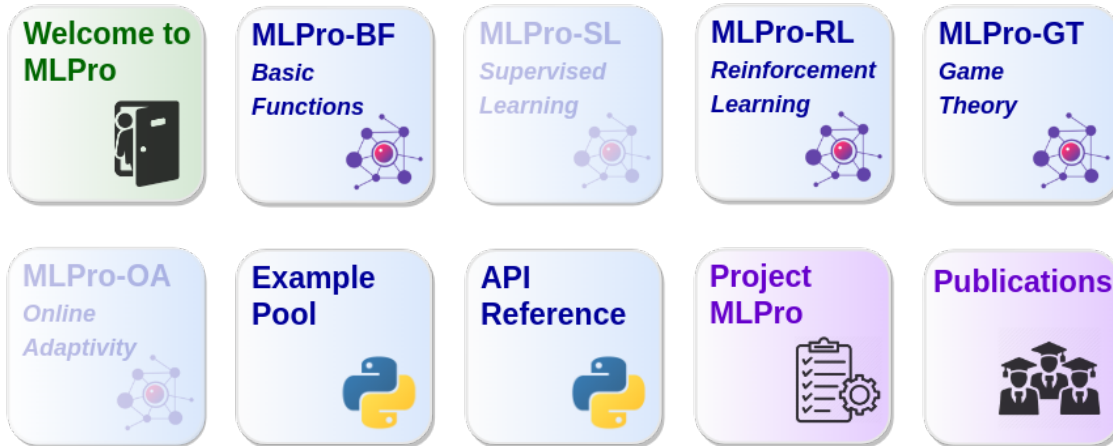 Welcome to
MLPro
MLPro-BF
Basic
Functions
MLPro-SL
Supervised
Learning
MLPro-RL
Reinforcement
Learning
MLPro-GT
Game
Theory
MLPro-OA
Online
Adaptivity
Example
Pool
API
Reference
Project
MLPro
Publications